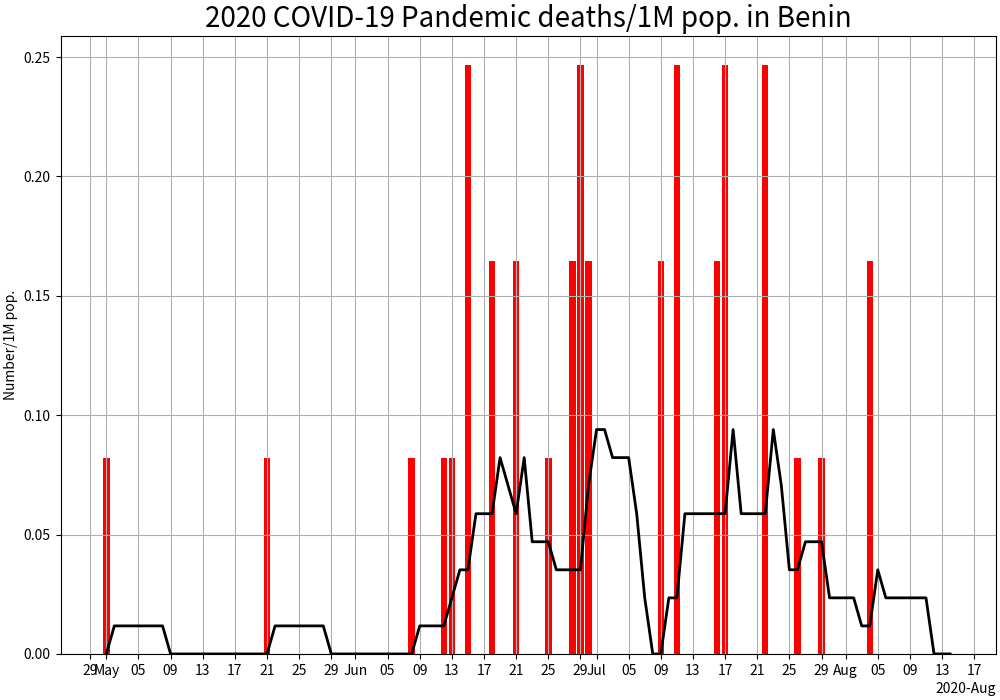 2020 COVID-19 Pandemic deaths/1M pop. in Benin
Number/1M pop.
0.25
0.20
0.15
0.10
0.05
0.00
29 May 05 09 13 17 21 25 29 Jun 05 09 13 17 21 25 29 Jul 05 09 13 17 21 25 29 Aug 05 09 13 17
2020-Aug